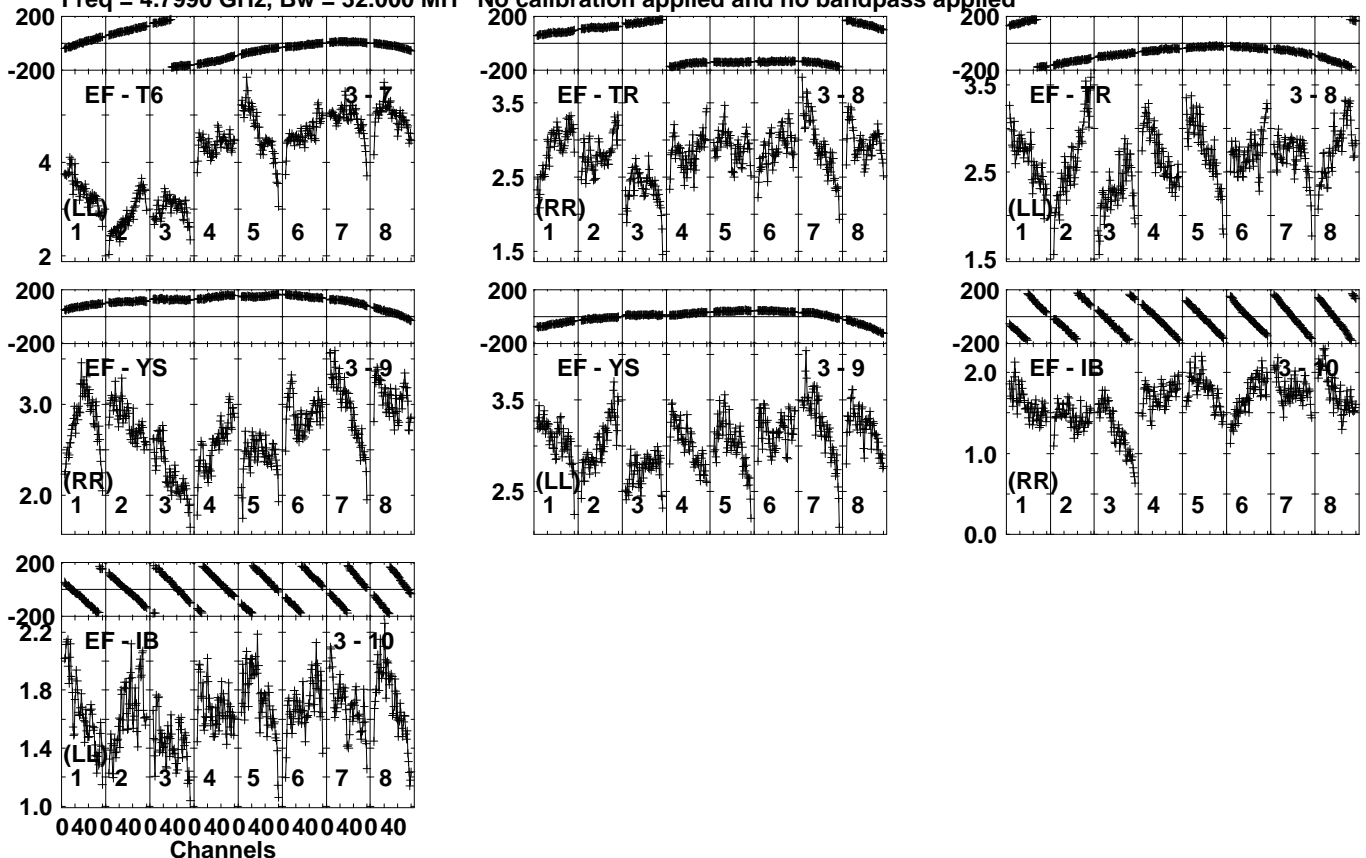 Freq = 4.7990 GHz, Bw = 32.000 MH No calibration applied and no bandpass applied
200
-200
EF - T6 3 - 7
4
(LL)
1 2 3 4 5 6 7 8
2
200
-200
3.5
EF - TR 3 - 8
2.5
(RR)
1 2 3 4 5 6 7 8
1.5
200
-200
3.5
EF - TR 3 - 8
2.5
(LL)
1 2 3 4 5 6 7 8
1.5
200
-200
EF - YS 3 - 9
3.0
2.0
(RR)
1 2 3 4 5 6 7 8
200
-200
EF - YS 3 - 9
3.5
2.5
(LL)
1 2 3 4 5 6 7 8
200
-200
2.0
EF - IB 3 - 10
1.0
(RR)
1 2 3 4 5 6 7 8
0.0
200
-200
2.2
EF - IB 3 - 10
1.8
1.4
(LL)
1 2 3 4 5 6 7 8
1.0
0 40 0 40 0 40 0 40 0 40 0 40 0 40 0 40
Channels